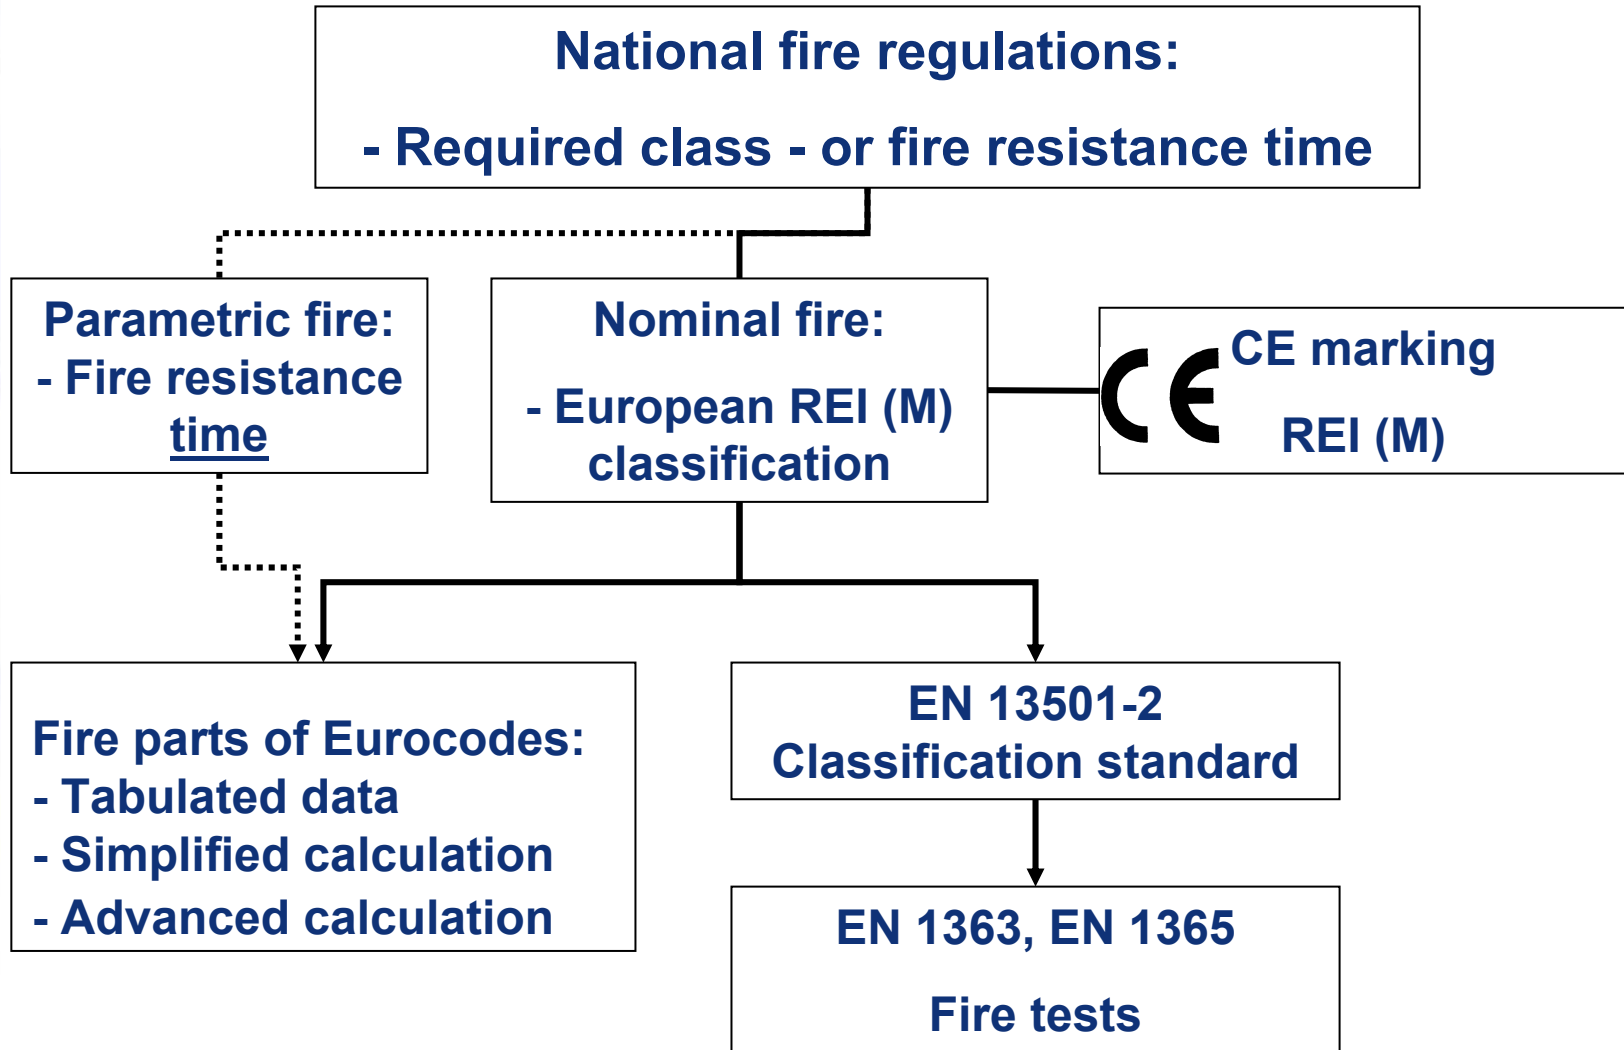 National fire regulations:
- Required class - or fire resistance time
Parametric fire:
- Fire resistance
time
Nominal fire:
- European REI (M)
classification
CE marking
REI (M)
Fire parts of Eurocodes:
- Tabulated data
- Simplified calculation
- Advanced calculation
EN 13501-2
Classification standard
EN 1363, EN 1365
Fire tests